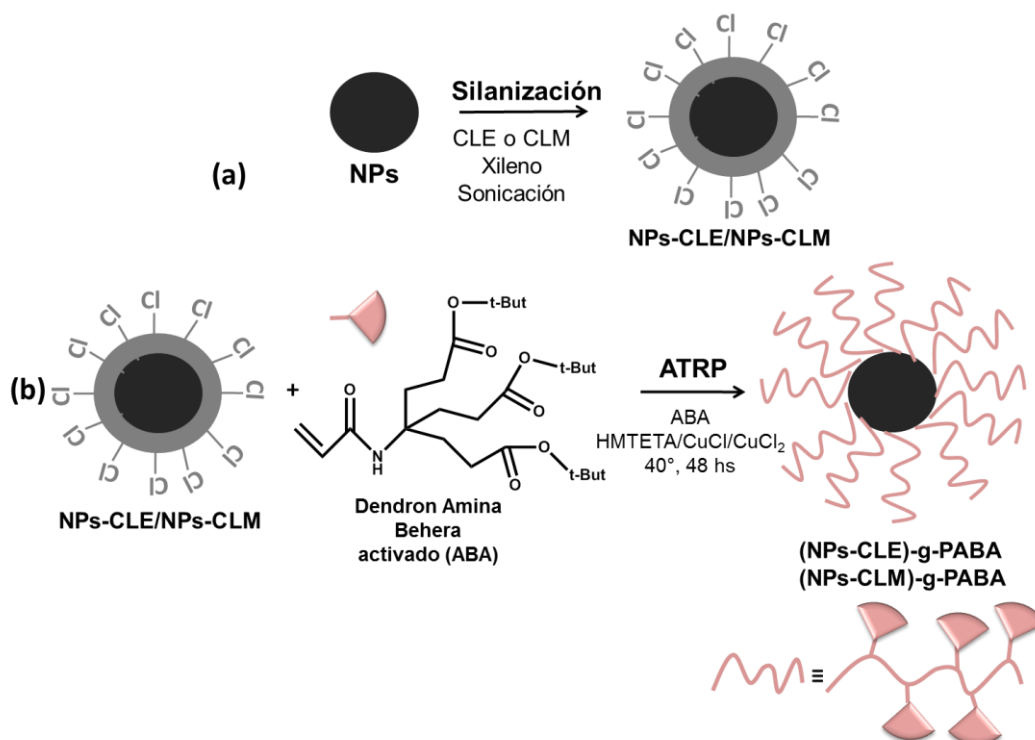 Cl Cl Cl Cl Cl Cl Cl Cl Cl Cl Cl Cl
Silanización
CLE o CLM
Xileno
Sonicación
NPs
(a)
NPs-CLE/NPs-CLM
(b)
Cl Cl Cl Cl Cl Cl Cl Cl Cl Cl Cl Cl
NPs-CLE/NPs-CLM
+
O t-But
O
O t-But
O
O
N
H
O t-But
O
Dendron Amina
Behera
activado (ABA)
ATRP
ABA
HMTETA/CuCl/CuCl₂
40°, 48 hs
(NPs-CLE)-g-PABA
(NPs-CLM)-g-PABA
≡